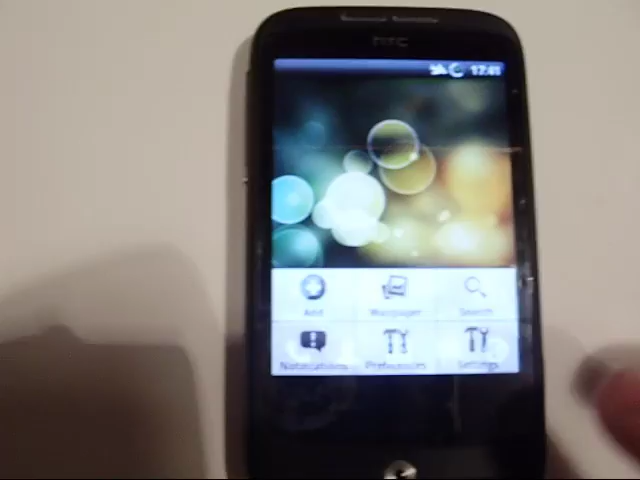 hTC
17:41
Add
Wallpaper
Search
Notifications
Preferences
Settings